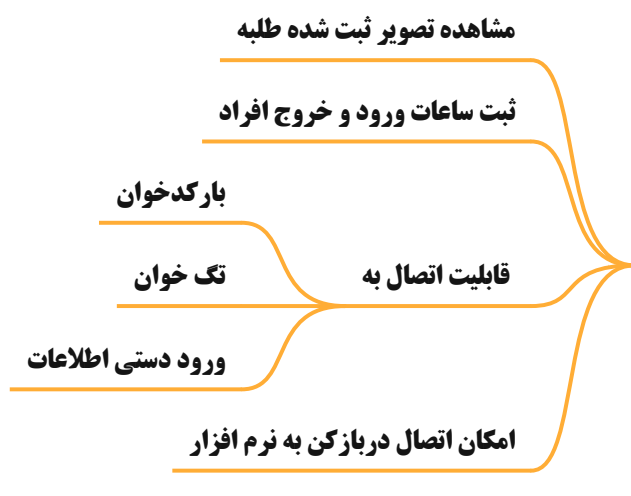 مشاهده تصویر ثبت شده طلبه
ثبت ساعات ورود و خروج افراد
قابلیت اتصال به
بارکدخوان
تگ خوان
ورود دستی اطلاعات
امکان اتصال دربازکن به نرم افزار